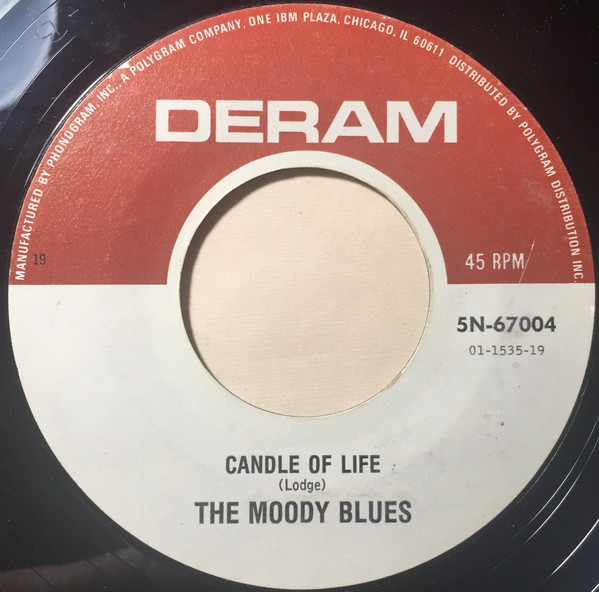 MANUFACTURED BY PHONOGRAM, INC., A POLYGRAM COMPANY, ONE IBM PLAZA, CHICAGO, IL 60611 DISTRIBUTED BY POLYGRAM DISTRIBUTION INC.
DERAM
19
45 RPM
5N-67004
01-1535-19
CANDLE OF LIFE
(Lodge)
THE MOODY BLUES